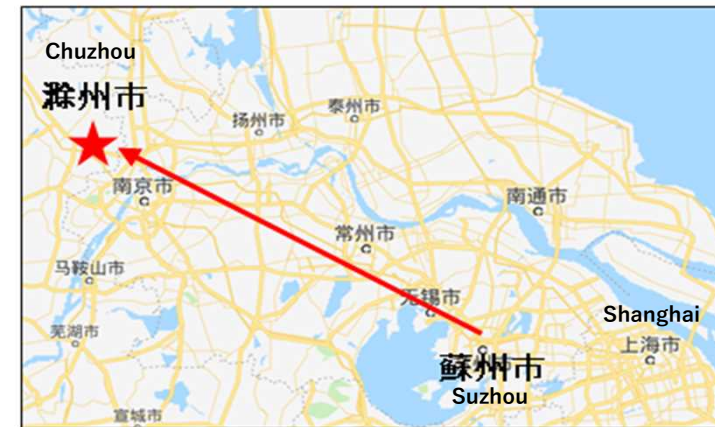 Chuzhou
滁州市
扬州市
泰州市
南京市
南通市
常州市
马鞍山市
无锡市
Shanghai
芜湖市
上海市
蘇州市
Suzhou
宣城市